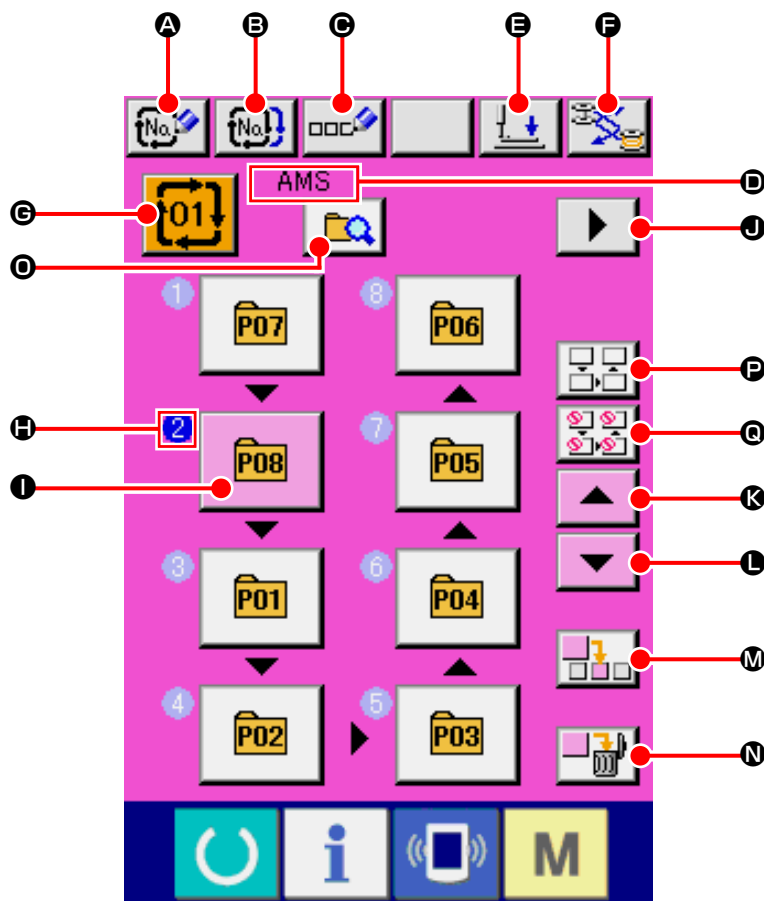 A B C E F
No. No.
AMS D
G 01 J
O
1 P07 8 P06
P
H 2 P08 7 P05 Q
I K
3 P01 6 P04 L
M
4 P02 5 P03 N
i M